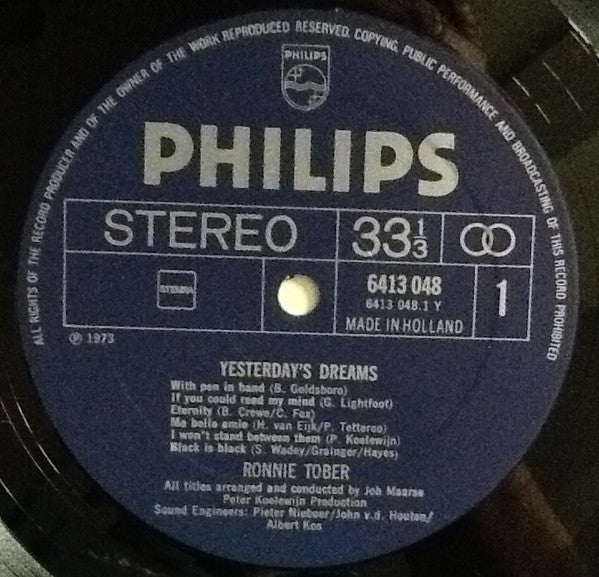 ALL RIGHTS OF THE RECORD PRODUCER AND OF THE OWNER OF THE WORK REPRODUCED RESERVED. COPYING, PUBLIC PERFORMANCE AND BROADCASTING OF THIS RECORD PROHIBITED
PHILIPS
PHILIPS
STEREO 33 1/3
STEMRA 6413 048 1
6413 048.1 Y
MADE IN HOLLAND
℗ 1973
YESTERDAY'S DREAMS
With pen in hand (B. Goldsboro)
If you could read my mind (G. Lightfoot)
Eternity (B. Crewe/C. Fox)
Ma belle amie (H. van Eijk/P. Tetteroo)
I won't stand between them (P. Koelewijn)
Black is black (S. Wadey/Grainger/Hayes)
RONNIE TOBER
All titles arranged and conducted by Job Maarse
Peter Koelewijn Production
Sound Engineers: Pieter Nieboer/John v.d. Houten/
Albert Kos